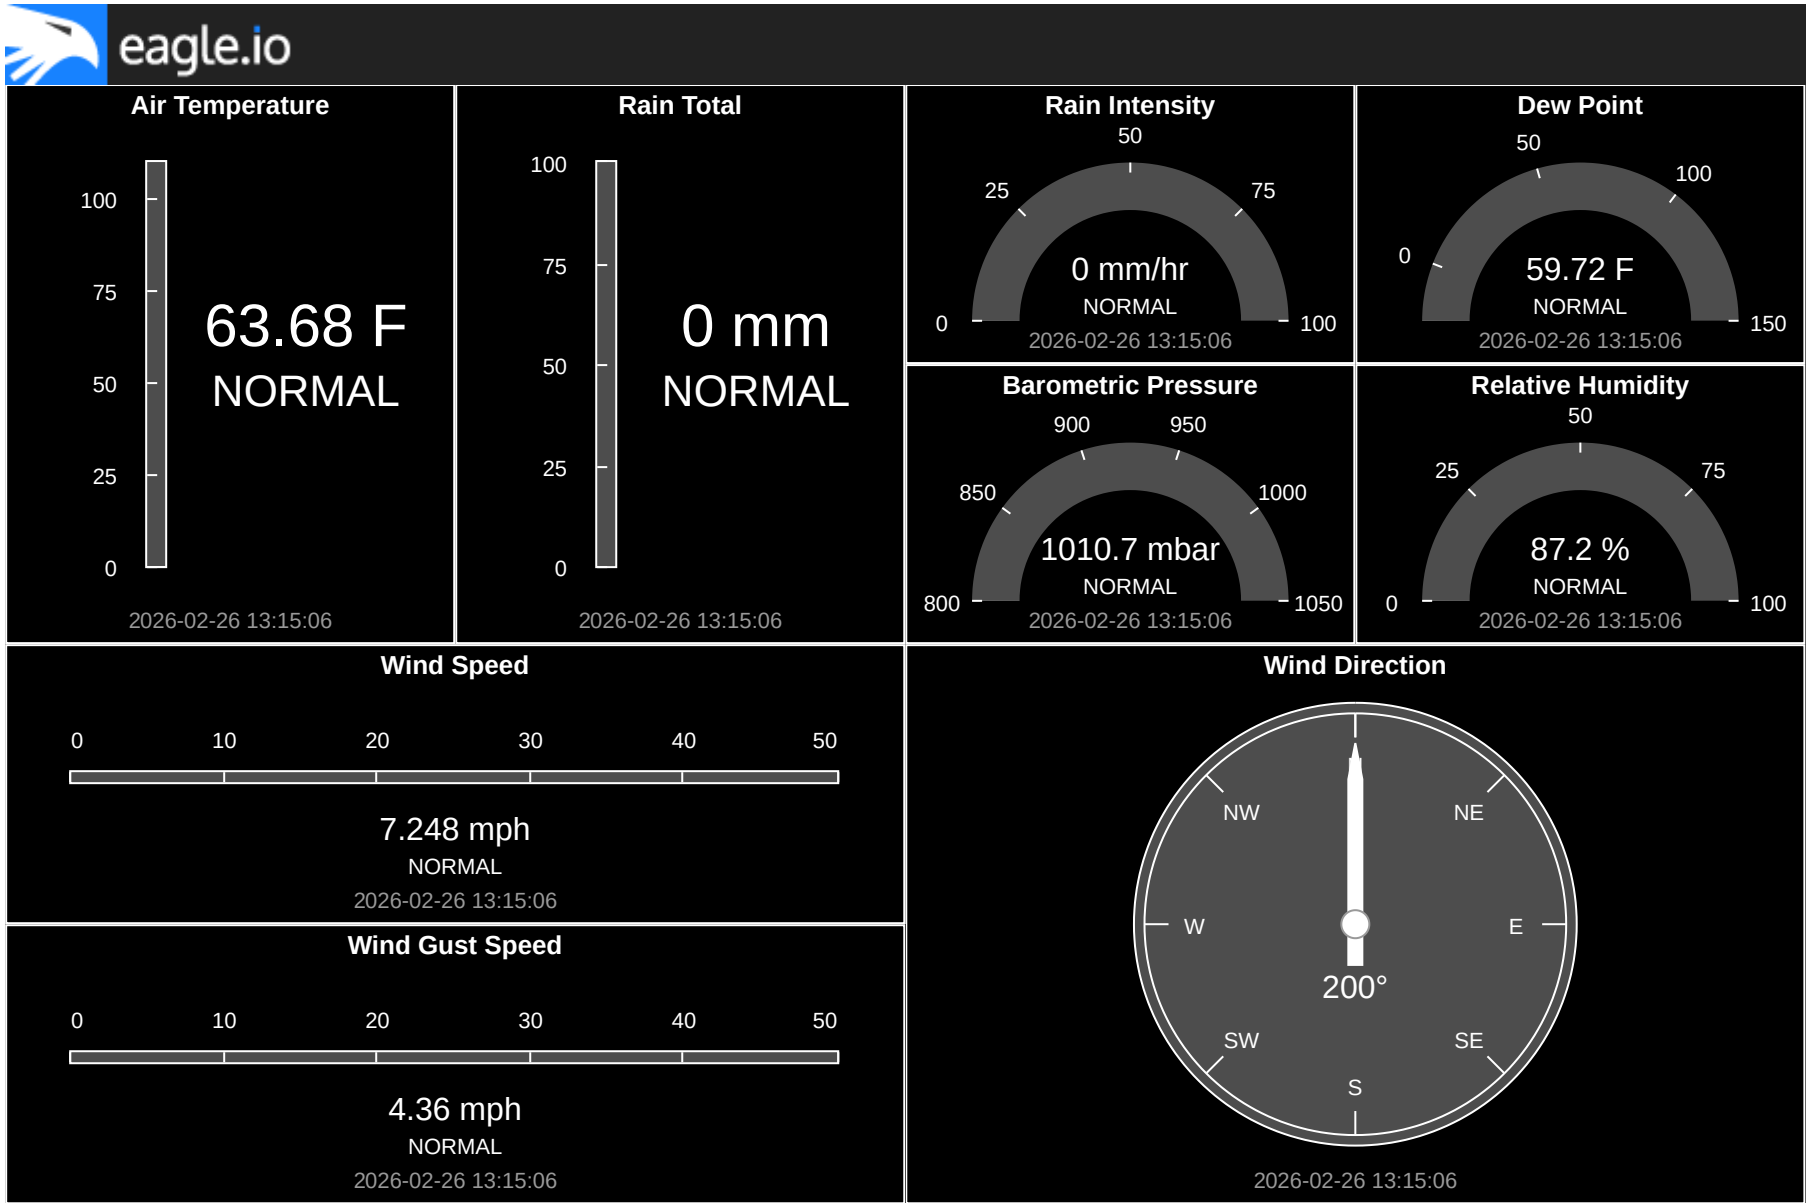 eagle.io
Air Temperature
100
75
50
25
0
63.68 F
NORMAL
2026-02-26 13:15:06
Rain Total
100
75
50
25
0
0 mm
NORMAL
2026-02-26 13:15:06
Rain Intensity
0
25
50
75
100
0 mm/hr
NORMAL
2026-02-26 13:15:06
Dew Point
0
50
100
150
59.72 F
NORMAL
2026-02-26 13:15:06
Barometric Pressure
800
850
900
950
1000
1050
1010.7 mbar
NORMAL
2026-02-26 13:15:06
Relative Humidity
0
25
50
75
100
87.2 %
NORMAL
2026-02-26 13:15:06
Wind Speed
0 10 20 30 40 50
7.248 mph
NORMAL
2026-02-26 13:15:06
Wind Gust Speed
0 10 20 30 40 50
4.36 mph
NORMAL
2026-02-26 13:15:06
Wind Direction
NW NE
W E
200°
SW SE
S
2026-02-26 13:15:06